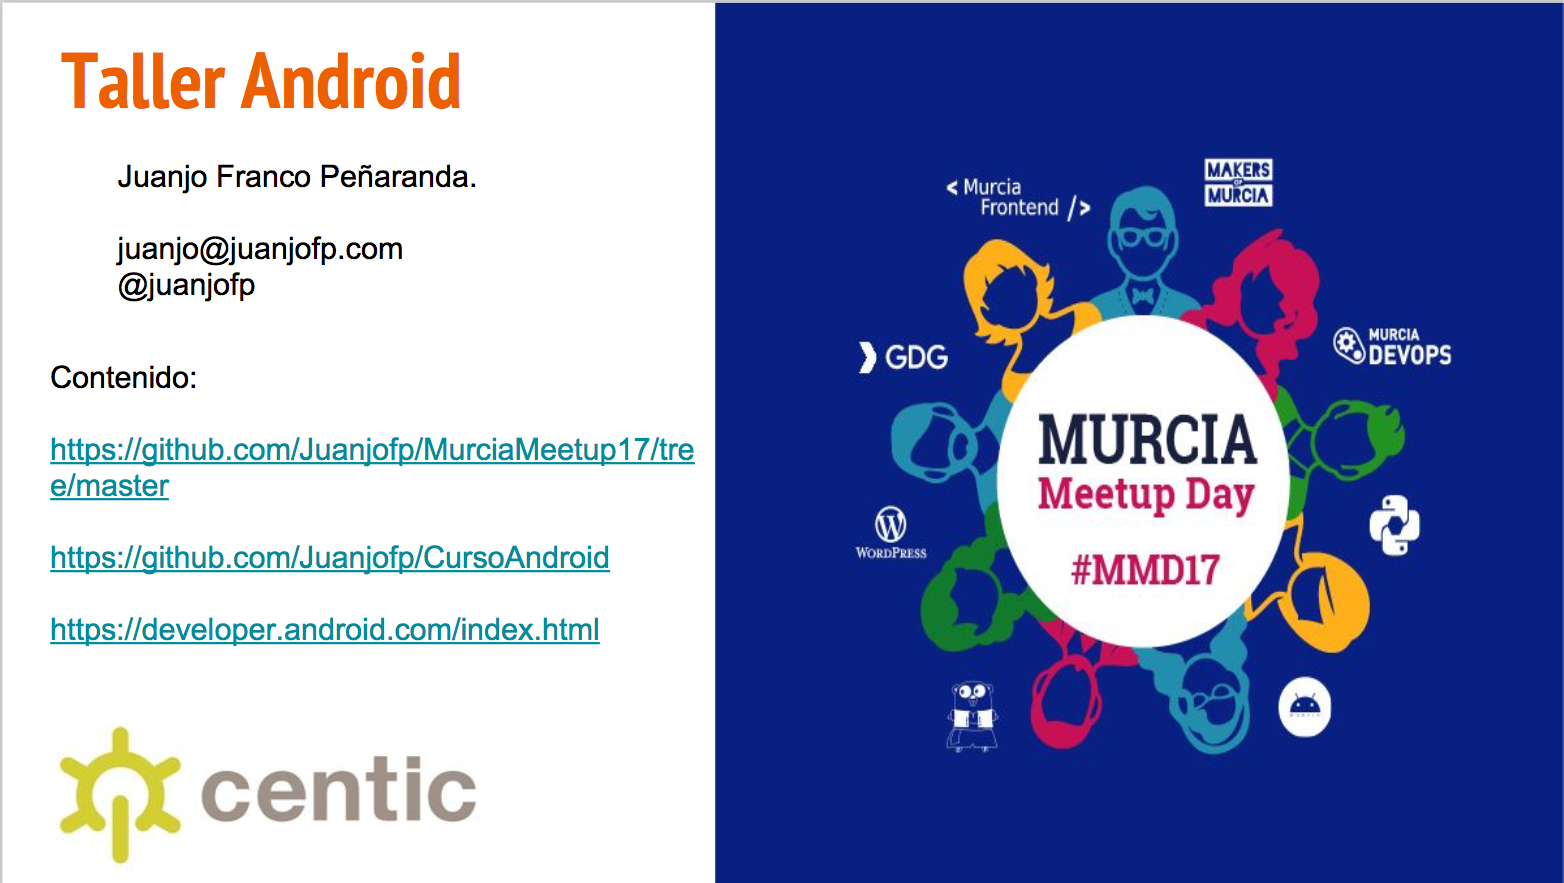 Taller Android
Juanjo Franco Peñaranda.
juanjo@juanjofp.com
@juanjofp
Contenido:
https://github.com/Juanjofp/MurciaMeetup17/tre
e/master
https://github.com/Juanjofp/CursoAndroid
https://developer.android.com/index.html
centic
< Murcia
Frontend />
MAKERS
OF
MURCIA
GDG
MURCIA
DEVOPS
MURCIA
Meetup Day
#MMD17
WORDPRESS